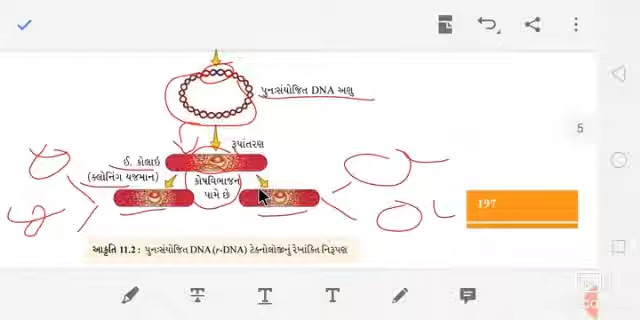 પુનઃસંયોજિત DNA અણુ
5
રૂપાંતરણ
ઈ. કોલાઇ
(ક્લોનિંગ યજમાન)
કોષવિભાજન
પામે છે
197
આકૃતિ 11.2 : પુનઃસંયોજિત DNA (r-DNA) ટેક્નોલોજીનું રેખાંકિત નિરૂપણ